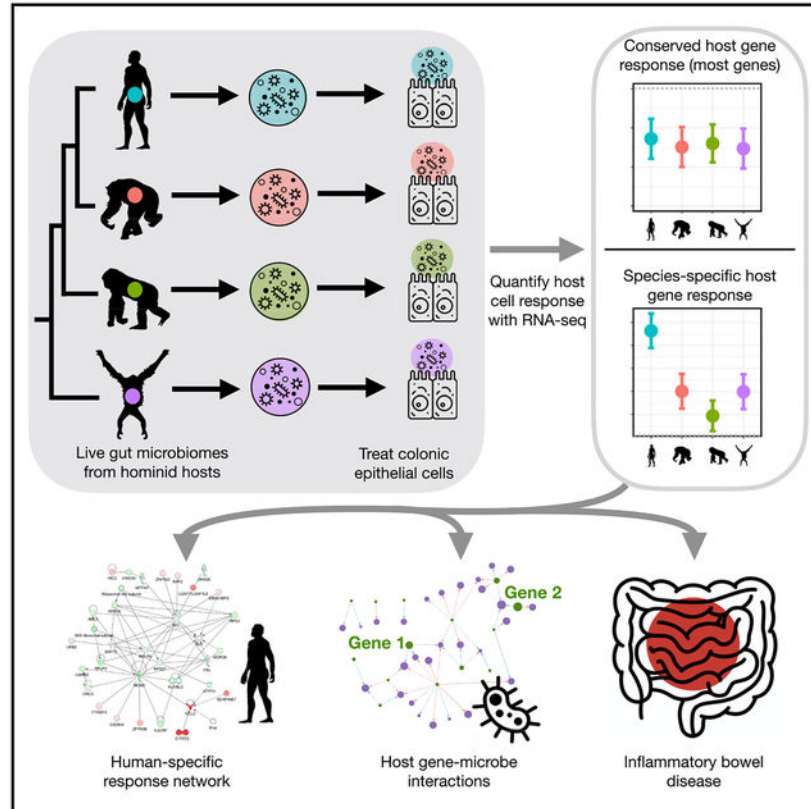 Conserved host gene
response (most genes)
Quantify host
cell response
with RNA-seq
Species-specific host
gene response
Live gut microbiomes
from hominid hosts
Treat colonic
epithelial cells
Gene 1
Gene 2
Human-specific
response network
Host gene-microbe
interactions
Inflammatory bowel
disease